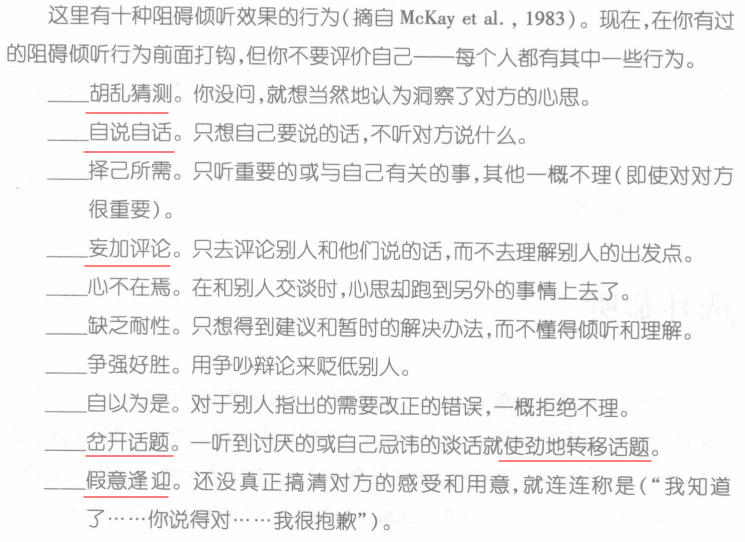 这里有十种阻碍倾听效果的行为(摘自 McKay et al. , 1983)。现在,在你有过
的阻碍倾听行为前面打钩,但你不要评价自己——每个人都有其中一些行为。
____胡乱猜测。你没问,就想当然地认为洞察了对方的心思。
____自说自话。只想自己要说的话,不听对方说什么。
____择己所需。只听重要的或与自己有关的事,其他一概不理(即使对对方
很重要)。
____妄加评论。只去评论别人和他们说的话,而不去理解别人的出发点。
____心不在焉。在和别人交谈时,心思却跑到另外的事情上去了。
____缺乏耐性。只想得到建议和暂时的解决办法,而不懂得倾听和理解。
____争强好胜。用争吵辩论来贬低别人。
____自以为是。对于别人指出的需要改正的错误,一概拒绝不理。
____岔开话题。一听到讨厌的或自己忌讳的谈话就使劲地转移话题。
____假意逢迎。还没真正搞清对方的感受和用意,就连连称是(“我知道
了……你说得对……我很抱歉”)。